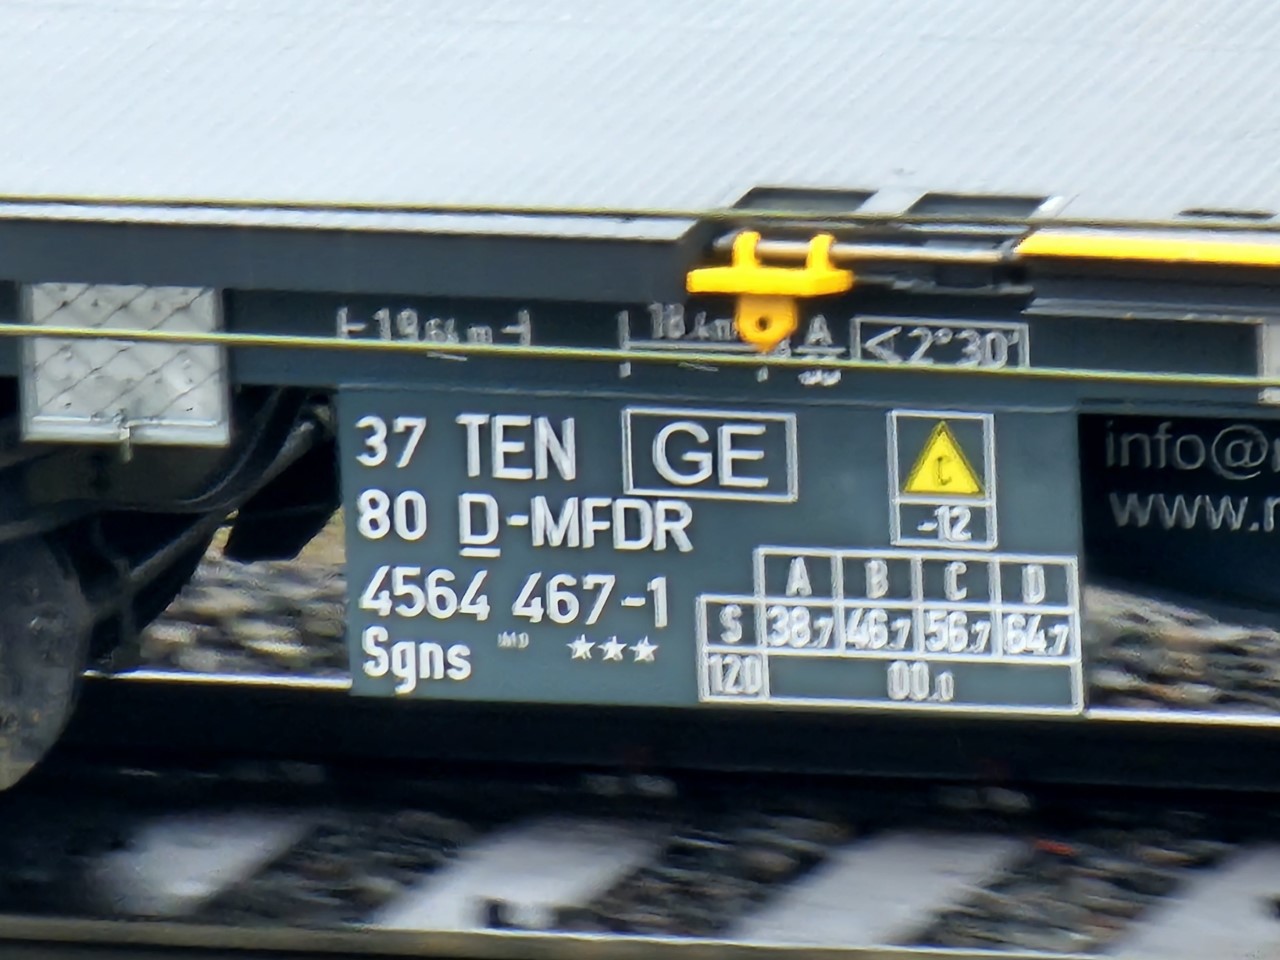 37 TEN GE
80 D-MFDR
4564 467-1
Sgns ★★★
<2°30'
A
C
-12
A B C D
S 38.7 46.7 56.7 64.7
120 00.0
info@
www.